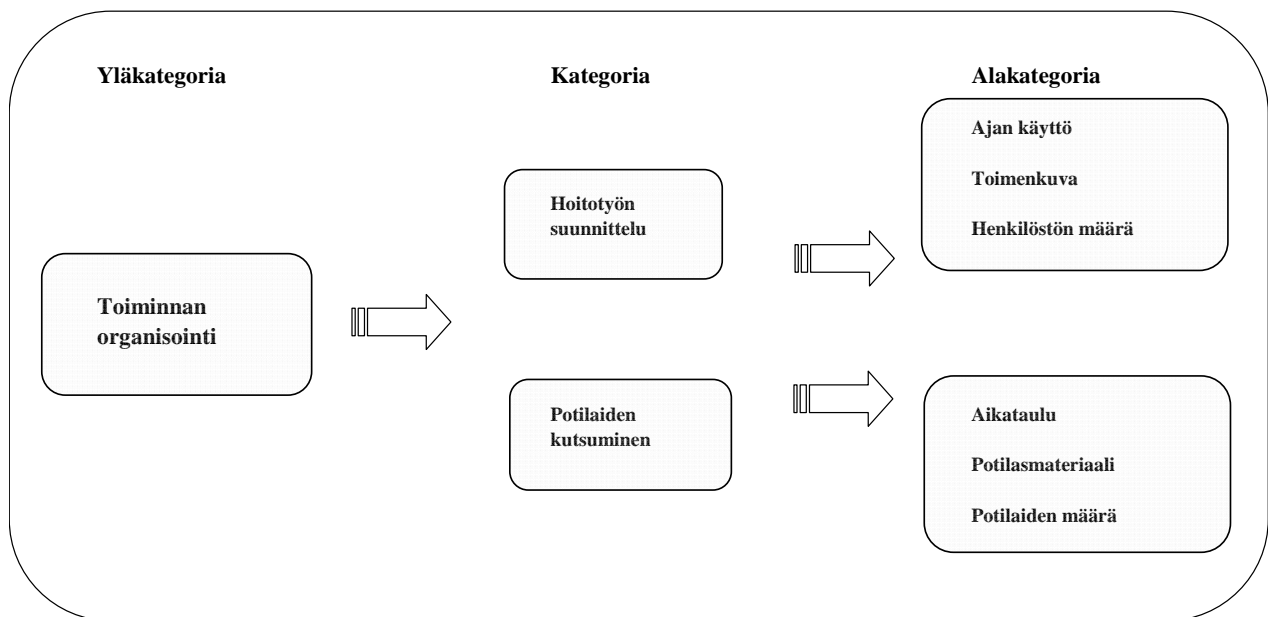 Yläkategoria
Kategoria
Alakategoria
Toiminnan
organisointi
Hoitotyön
suunnittelu
Potilaiden
kutsuminen
Ajan käyttö
Toimenkuva
Henkilöstön määrä
Aikataulu
Potilasmateriaali
Potilaiden määrä